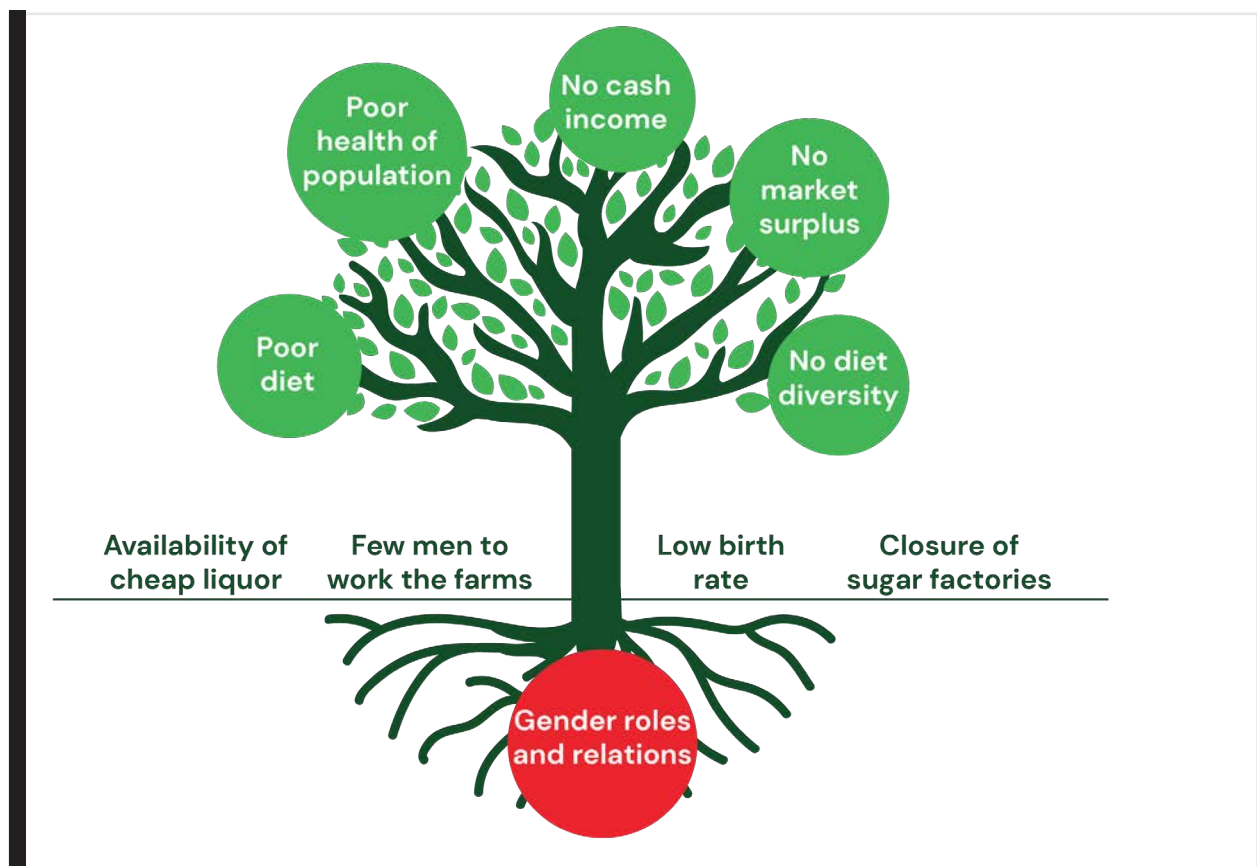 No cash
income
Poor
health of
population
No
market
surplus
Poor
diet
No diet
diversity
Availability of
cheap liquor
Few men to
work the farms
Low birth
rate
Closure of
sugar factories
Gender roles
and relations